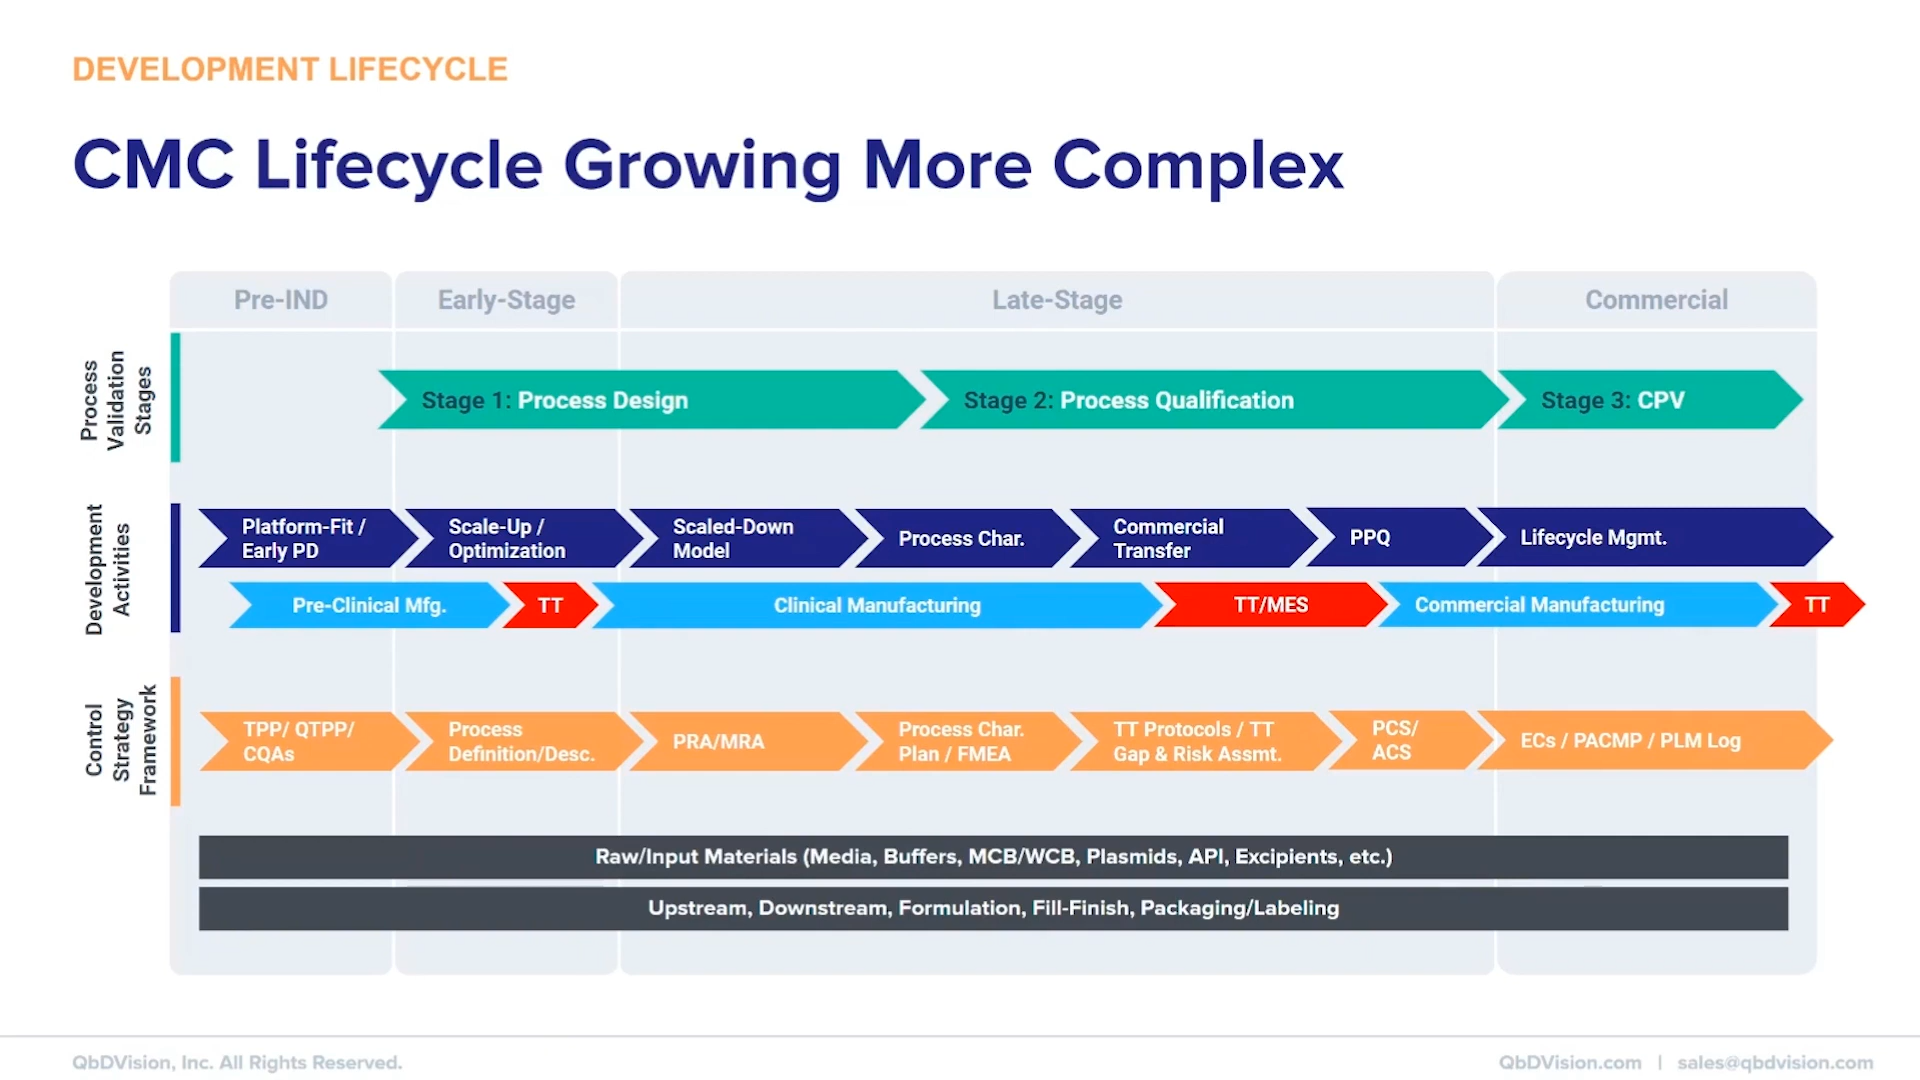 DEVELOPMENT LIFECYCLE
CMC Lifecycle Growing More Complex
Pre-IND
Early-Stage
Late-Stage
Commercial
Process
Validation
Stages
Stage 1: Process Design
Stage 2: Process Qualification
Stage 3: CPV
Development
Activities
Platform-Fit /
Early PD
Scale-Up /
Optimization
Scaled-Down
Model
Process Char.
Commercial
Transfer
PPQ
Lifecycle Mgmt.
Pre-Clinical Mfg.
TT
Clinical Manufacturing
TT/MES
Commercial Manufacturing
TT
Control
Strategy
Framework
TPP/ QTPP/
CQAs
Process
Definition/Desc.
PRA/MRA
Process Char.
Plan / FMEA
TT Protocols / TT
Gap & Risk Assmt.
PCS/
ACS
ECs / PACMP / PLM Log
Raw/Input Materials (Media, Buffers, MCB/WCB, Plasmids, API, Excipients, etc.)
Upstream, Downstream, Formulation, Fill-Finish, Packaging/Labeling
QbDVision, Inc. All Rights Reserved.
QbDVision.com | sales@qbdvision.com